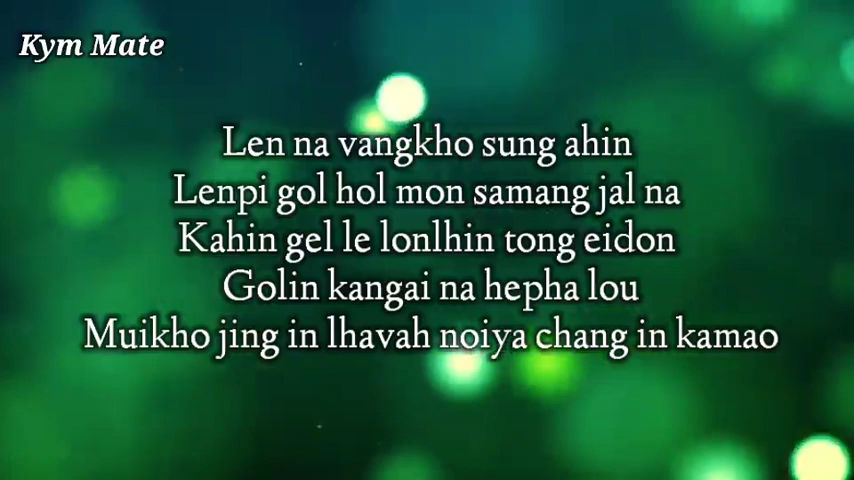 Kym Mate
Len na vangkho sung ahin
Lenpi gol hol mon samang jal na
Kahin gel le lonlhin tong eidon
Golin kangai na hepha lou
Muikho jing in lhavah noiya chang in kamao